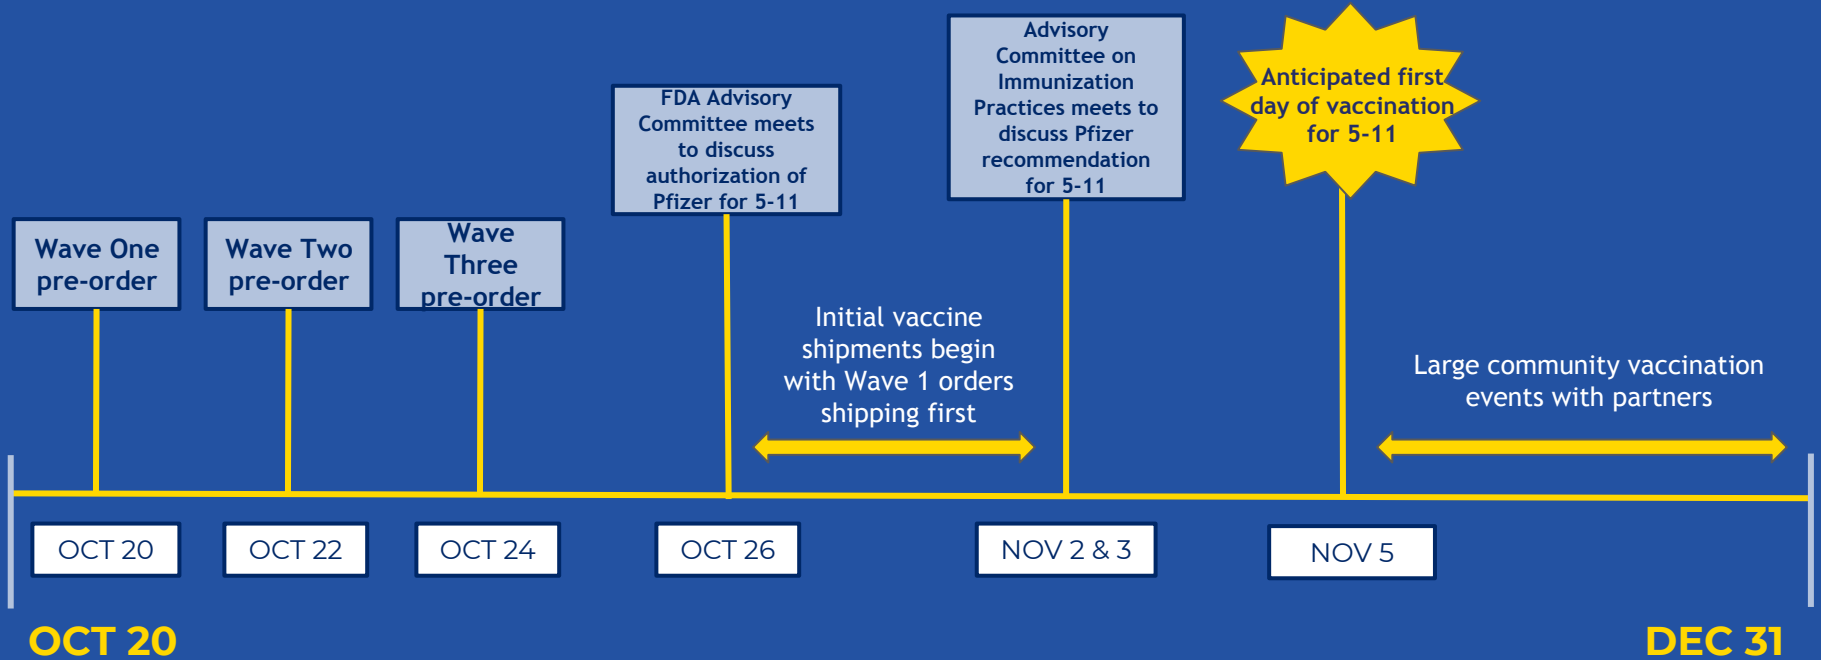 Wave One
pre-order
Wave Two
pre-order
Wave
Three
pre-order
FDA Advisory
Committee meets
to discuss
authorization of
Pfizer for 5-11
Advisory
Committee on
Immunization
Practices meets to
discuss Pfizer
recommendation
for 5-11
Anticipated first
day of vaccination
for 5-11
Initial vaccine
shipments begin
with Wave 1 orders
shipping first
Large community vaccination
events with partners
OCT 20
OCT 22
OCT 24
OCT 26
NOV 2 & 3
NOV 5
OCT 20
DEC 31